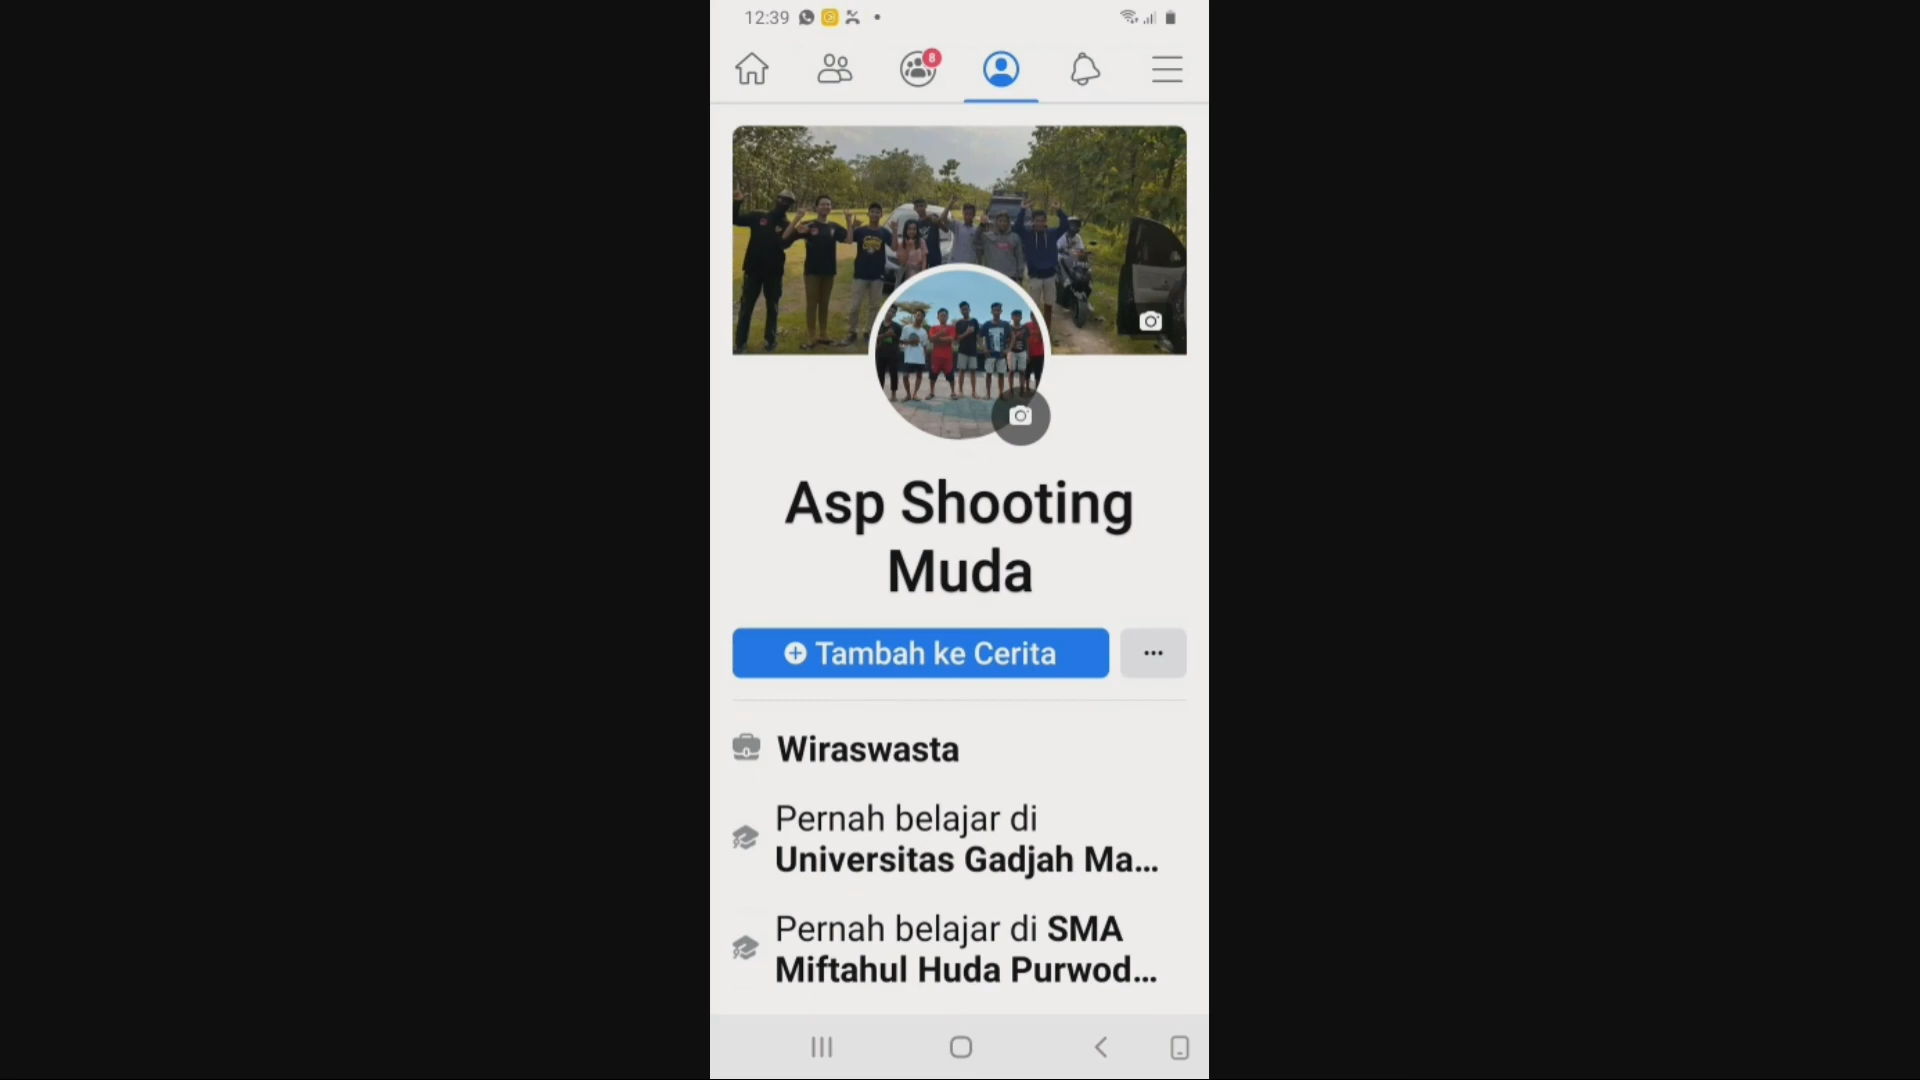 12:39
8
Asp Shooting
Muda
Tambah ke Cerita
Wiraswasta
Pernah belajar di
Universitas Gadjah Ma...
Pernah belajar di SMA
Miftahul Huda Purwod...